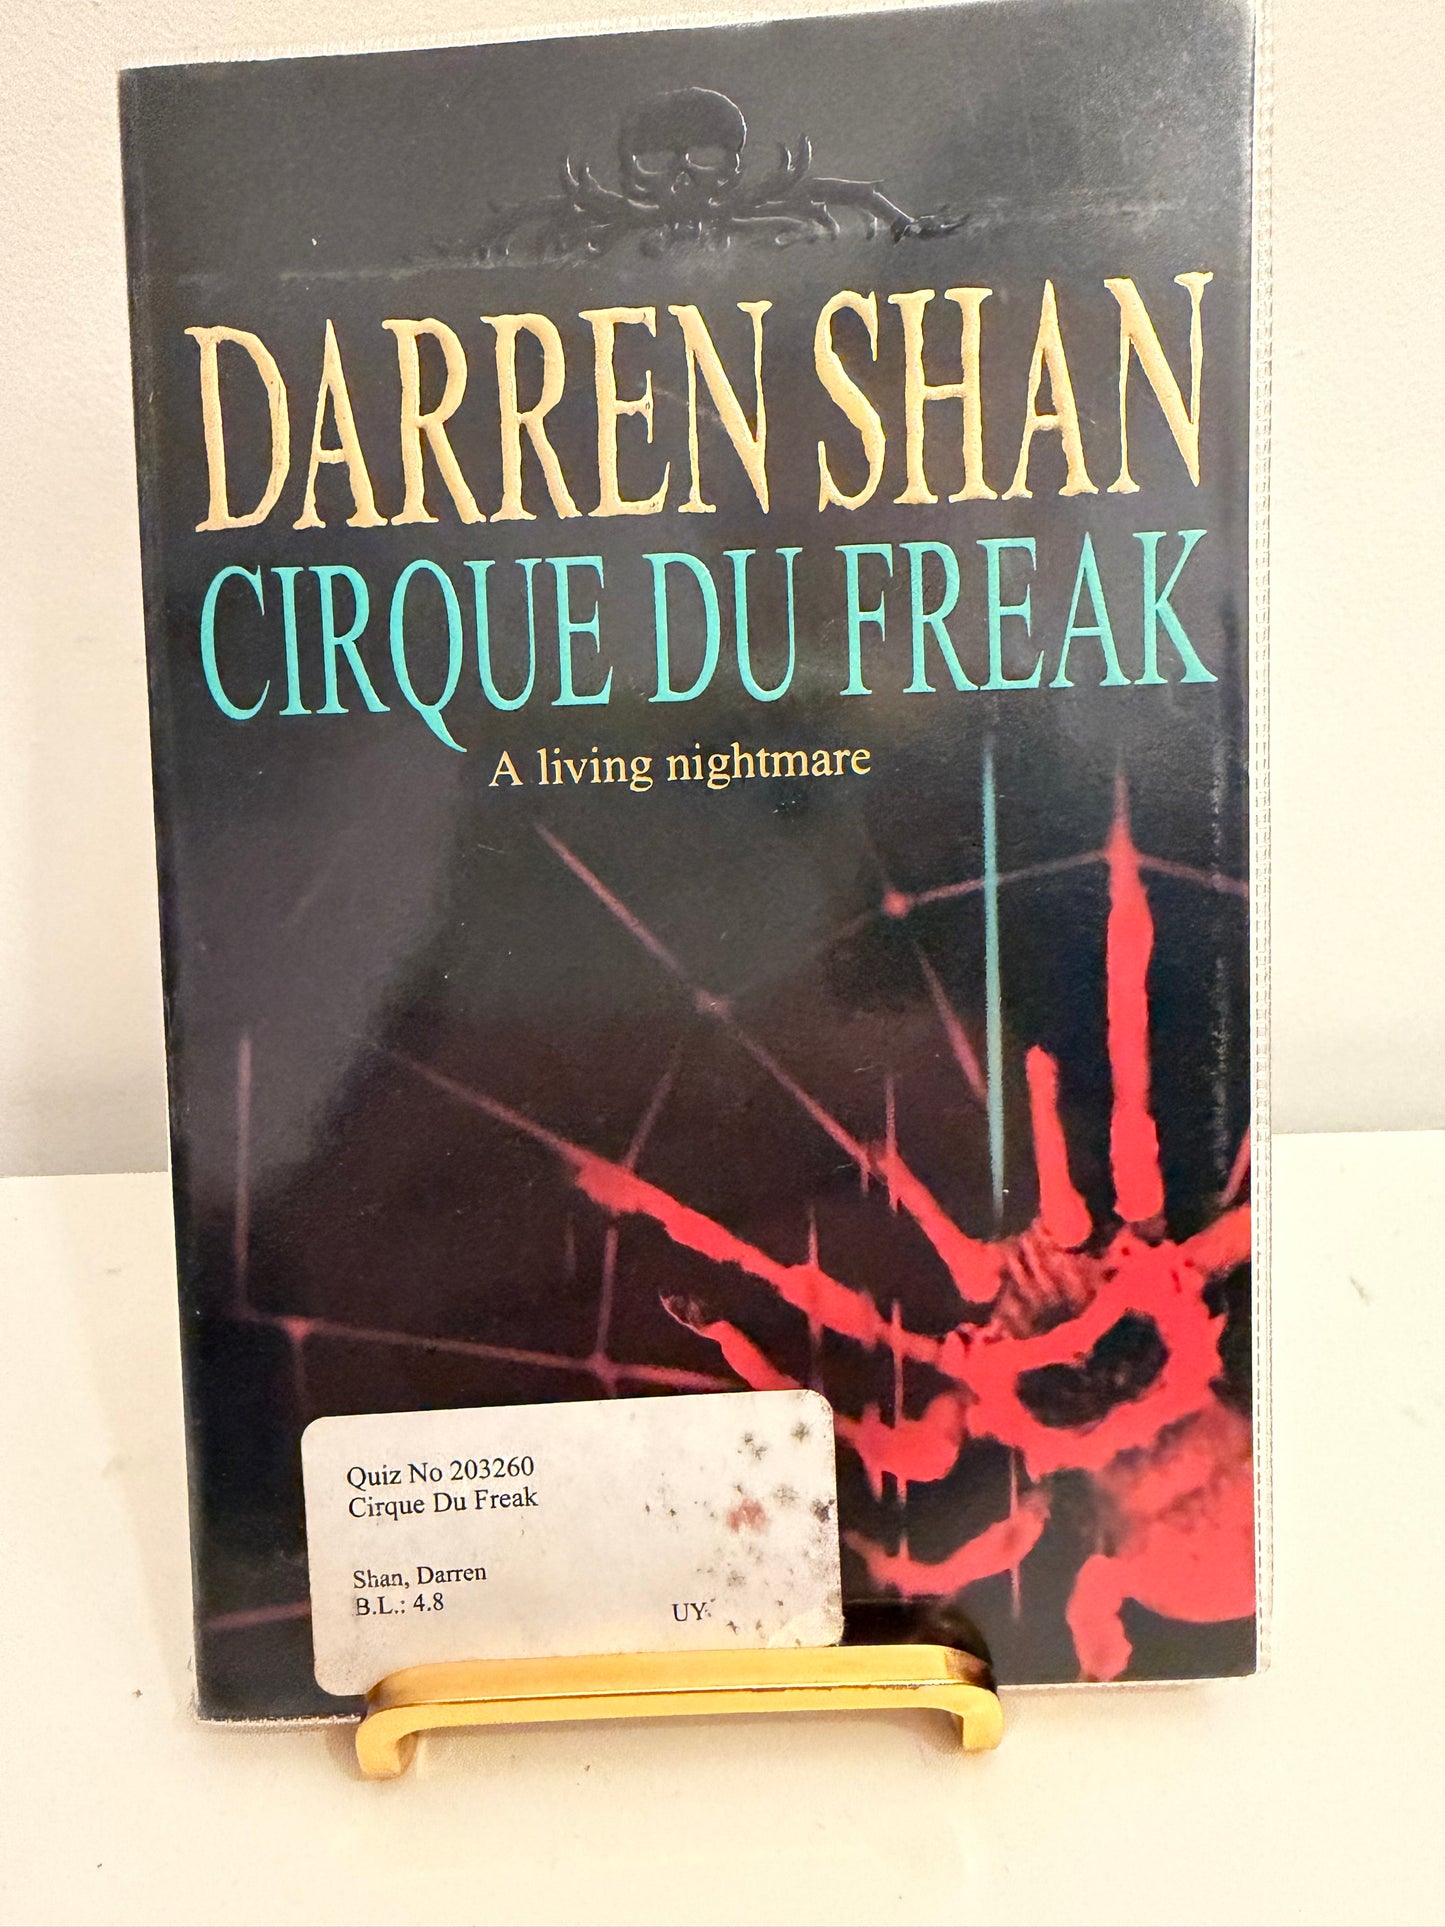 DARREN SHAN
CIRQUE DU FREAK
A living nightmare
Quiz No 203260
Cirque Du Freak
Shan, Darren
B.L.: 4.8
UY